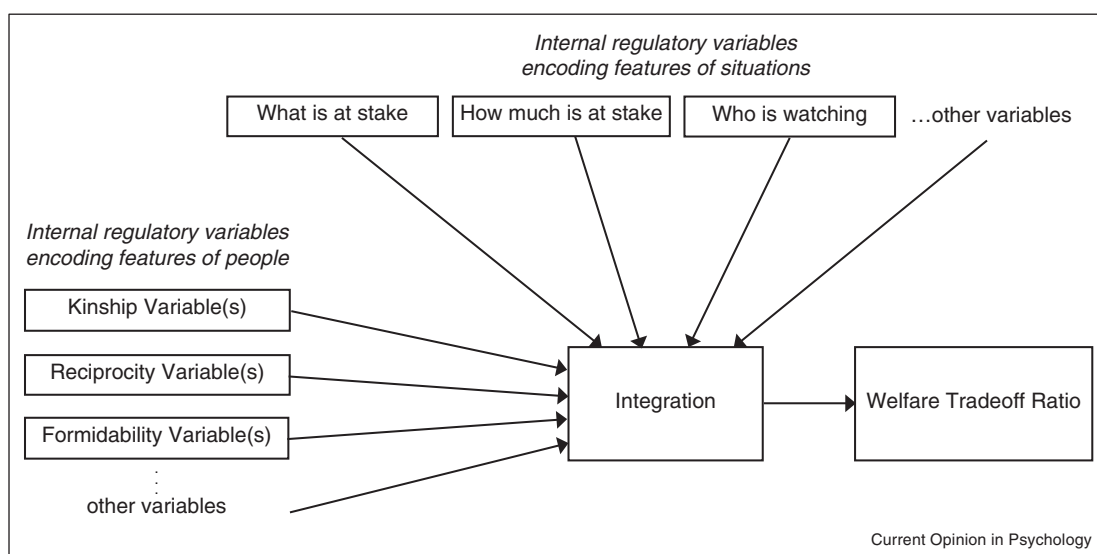 Internal regulatory variables
encoding features of situations
What is at stake
How much is at stake
Who is watching
...other variables
Internal regulatory variables
encoding features of people
Kinship Variable(s)
Reciprocity Variable(s)
Formidability Variable(s)
other variables
Integration
Welfare Tradeoff Ratio
Current Opinion in Psychology